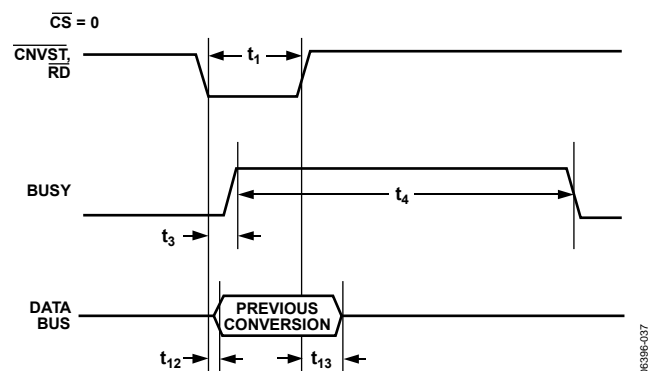 CS = 0
CNVST,
RD
t1
BUSY
t4
t3
DATA
BUS
PREVIOUS
CONVERSION
t12
t13
06396-037